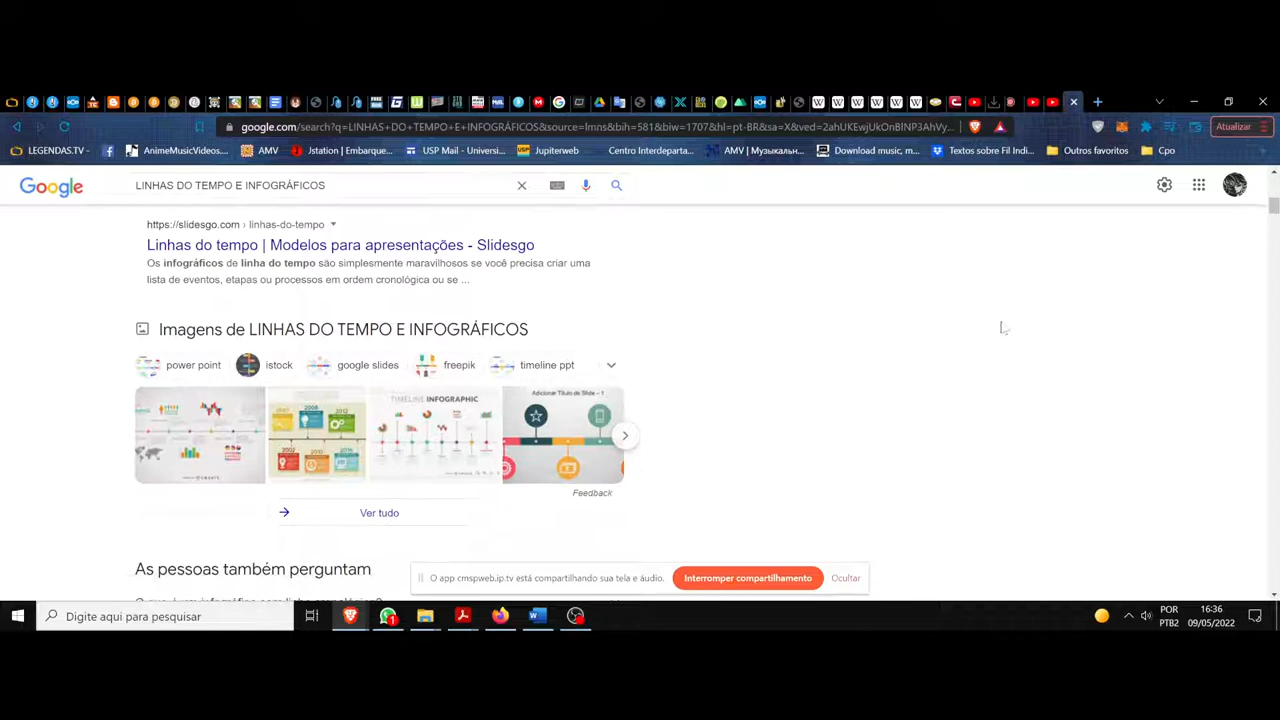 google.com/search?q=LINHAS+DO+TEMPO+E+INFOGRÁFICOS&source=lmns&bih=581&biw=1707&hl=pt-BR&sa=X&ved=2ahUKEwjUkOnBlNP3AhVy...
Atualizar
LEGENDAS.TV -
AnimeMusicVideos...
AMV
Jstation | Embarque...
USP Mail - Universi...
Jupiterweb
Centro Interdeparta...
AMV | Музыкальн...
Download music, m...
Textos sobre Fil Indi...
Outros favoritos
Cpo
Google
LINHAS DO TEMPO E INFOGRÁFICOS
https://slidesgo.com › linhas-do-tempo
Linhas do tempo | Modelos para apresentações - Slidesgo
Os infográficos de linha do tempo são simplesmente maravilhosos se você precisa criar uma
lista de eventos, etapas ou processos em ordem cronológica ou se ...
Imagens de LINHAS DO TEMPO E INFOGRÁFICOS
power point
istock
google slides
freepik
timeline ppt
2008
2012
2002
TIMELINE INFOGRAPHIC
Adicionar Título de Slide – 1
Feedback
Ver tudo
As pessoas também perguntam
O app cmspweb.ip.tv está compartilhando sua tela e áudio.
Interromper compartilhamento
Ocultar
Digite aqui para pesquisar
POR
PTB2
16:36
09/05/2022